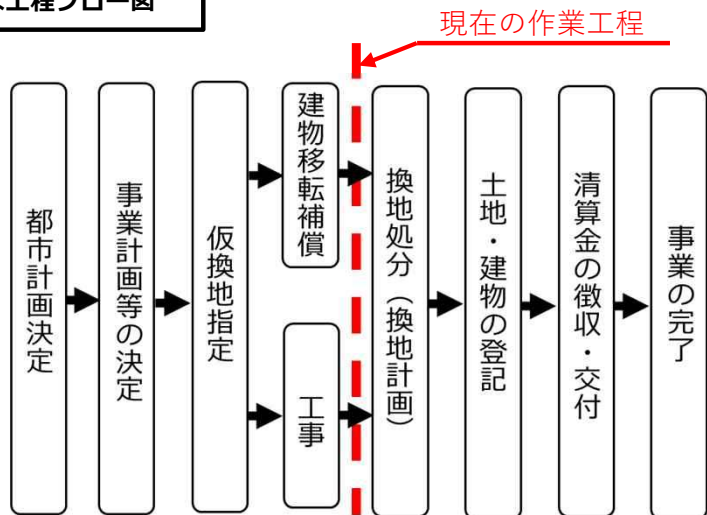 工程フロー図
現在の作業工程
都市計画決定
事業計画等の決定
仮換地指定
建物移転補償
工事
換地処分（換地計画）
土地・建物の登記
清算金の徴収・交付
事業の完了